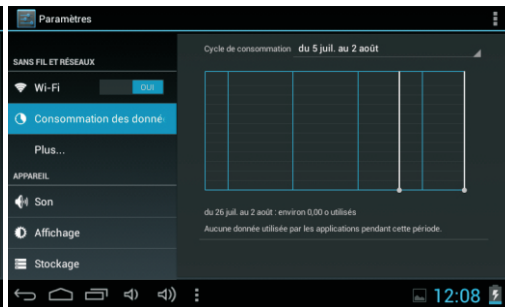 Paramètres
SANS FIL ET RÉSEAUX
Wi-Fi
OUI
Consommation des donné
Plus...
APPAREIL
Son
Affichage
Stockage
Cycle de consommation du 5 juil. au 2 août
du 26 juil. au 2 août : environ 0,00 o utilisés
Aucune donnée utilisée par les applications pendant cette période.
12:08